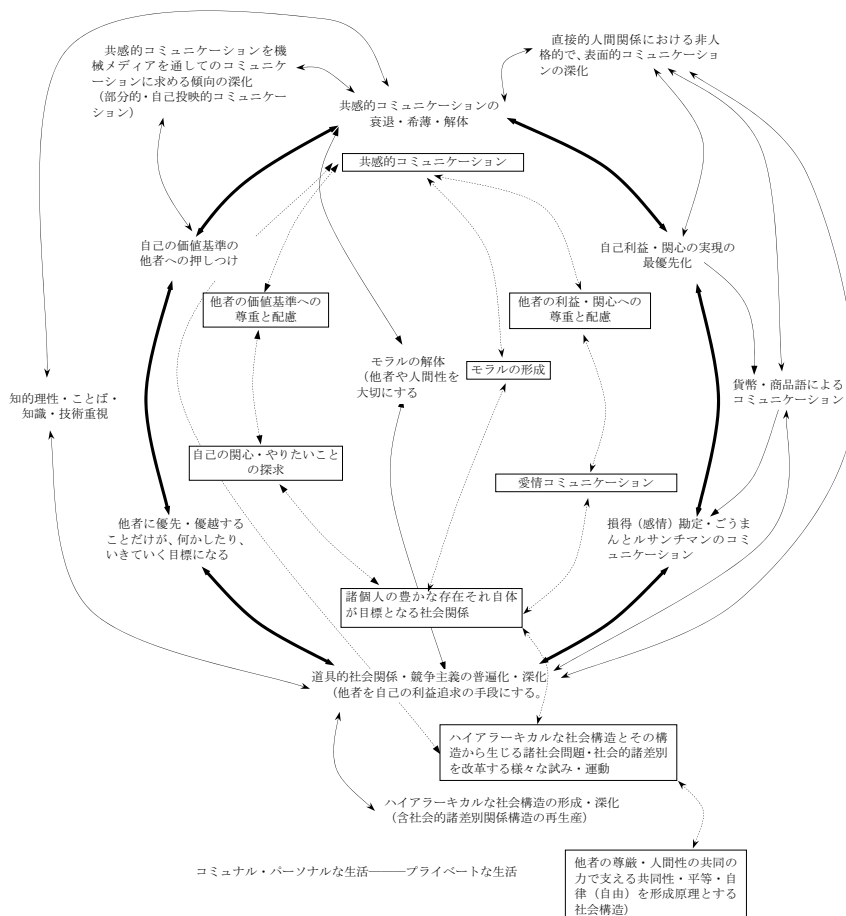 共感的コミュニケーションを機
械メディアを通してのコミュニケ
ーションに求める傾向の深化
(部分的・自己投映的コミュニケー
ション)
直接的人間関係における非人
格的で、表面的コミュニケーショ
ンの深化
共感的コミュニケーションの
衰退・希薄・解体
共感的コミュニケーション
自己の価値基準の
他者への押しつけ
自己利益・関心の実現の
最優先化
他者の価値基準への
尊重と配慮
他者の利益・関心への
尊重と配慮
モラルの解体
(他者や人間性を
大切にする
モラルの形成
知的理性・ことば・
知識・技術重視
貨幣・商品語による
コミュニケーション
自己の関心・やりたいこと
の探求
愛情コミュニケーション
他者に優先・優越する
ことだけが、何かしたり、
いきていく目標になる
損得(感情)勘定・ごうま
んとルサンチマンのコミ
ュニケーション
諸個人の豊かな存在それ自体
が目標となる社会関係
道具的社会関係・競争主義の普遍化・深化
(他者を自己の利益追求の手段にする。
ハイアラーキカルな社会構造とその構
造から生じる諸社会問題・社会的諸差別
を改革する様々な試み・運動
ハイアラーキカルな社会構造の形成・深化
(含社会的諸差別関係構造の再生産)
コミュナル・パーソナルな生活―――プライベートな生活
他者の尊厳・人間性の共同の
力で支える共同性・平等・自
律(自由)を形成原理とする
社会構造)